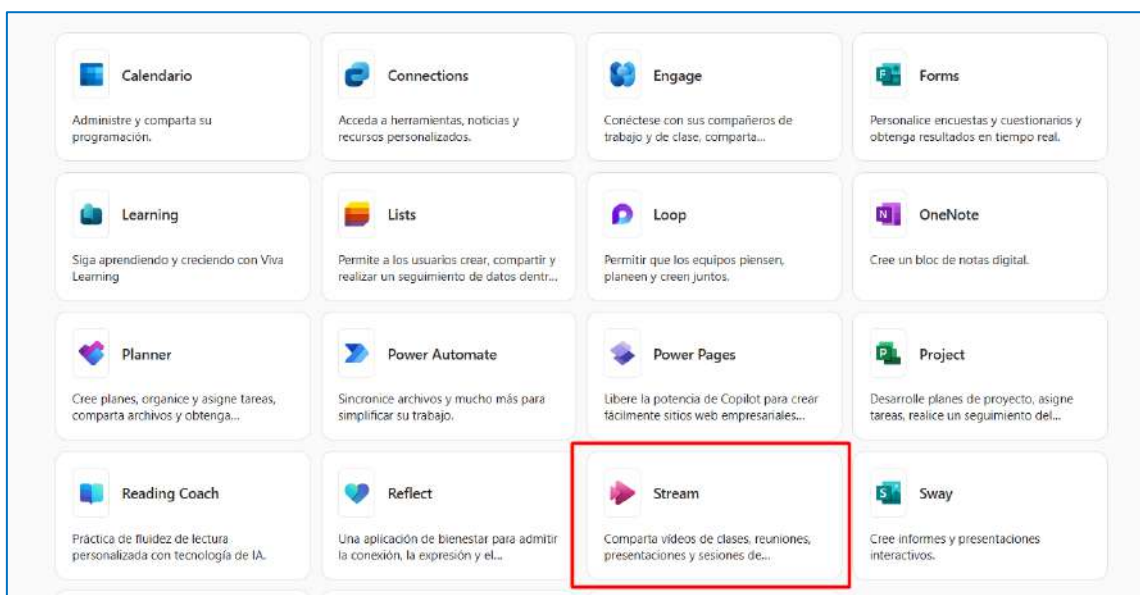 Calendario
Administre y comparta su
programación.
Connections
Acceda a herramientas, noticias y
recursos personalizados.
Engage
Conéctese con sus compañeros de
trabajo y de clase, comparta...
Forms
Personalice encuestas y cuestionarios y
obtenga resultados en tiempo real.
Learning
Siga aprendiendo y creciendo con Viva
Learning
Lists
Permite a los usuarios crear, compartir y
realizar un seguimiento de datos dentr...
Loop
Permitir que los equipos piensen,
planeen y creen juntos.
OneNote
Cree un bloc de notas digital.
Planner
Cree planes, organice y asigne tareas,
comparta archivos y obtenga...
Power Automate
Sincronice archivos y mucho más para
simplificar su trabajo.
Power Pages
Libere la potencia de Copilot para crear
fácilmente sitios web empresariales...
Project
Desarrolle planes de proyecto, asigne
tareas, realice un seguimiento del...
Reading Coach
Práctica de fluidez de lectura
personalizada con tecnología de IA.
Reflect
Una aplicación de bienestar para admitir
la conexión, la expresión y el...
Stream
Comparta vídeos de clases, reuniones,
presentaciones y sesiones de...
Sway
Cree informes y presentaciones
interactivos.